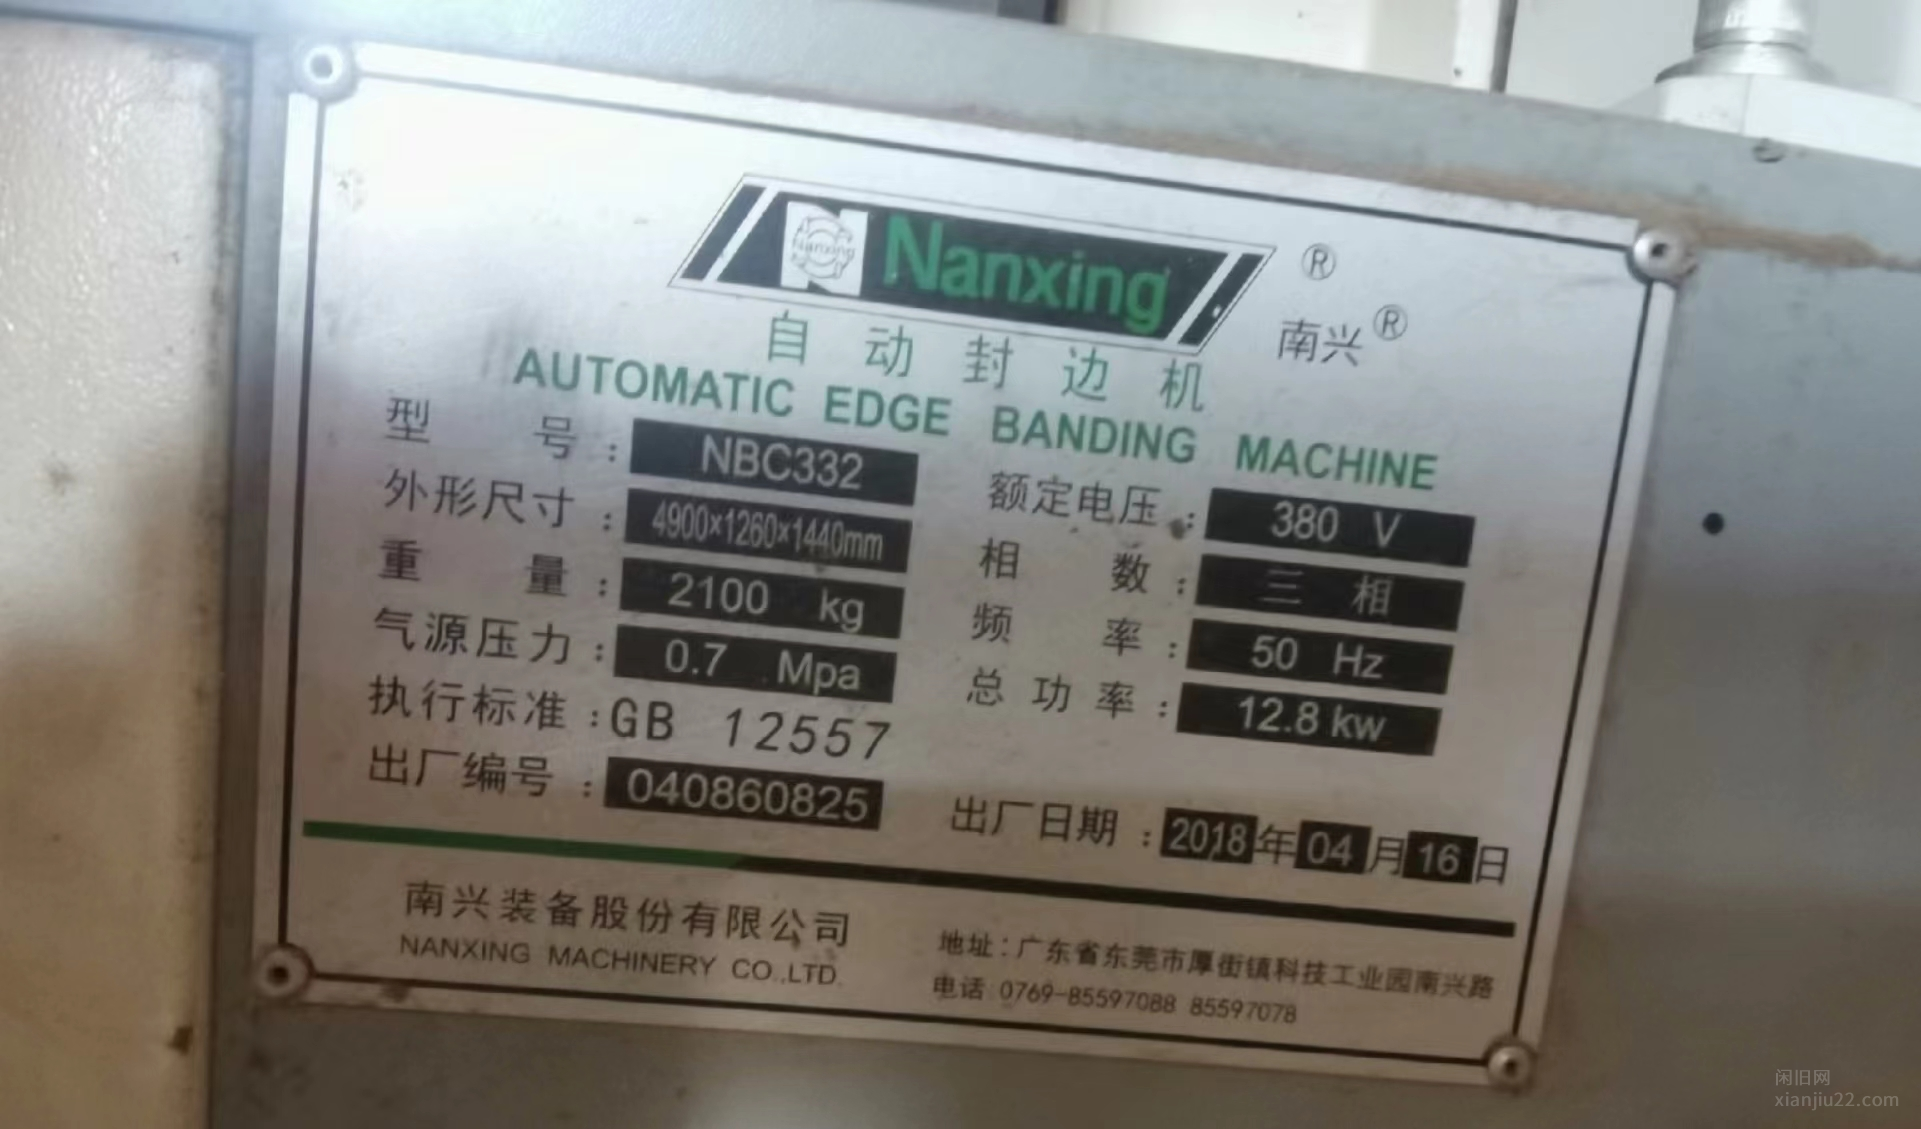 Nanxing
Nanxing ®
南兴®
自动封边机
AUTOMATIC EDGE BANDING MACHINE
型号：NBC332
额定电压：380 V
外形尺寸：4900×1260×1440mm
相数：三相
重量：2100 kg
频率：50 Hz
气源压力：0.7 Mpa
总功率：12.8 kw
执行标准：GB 12557
出厂编号：040860825
出厂日期：2018年04月16日
南兴装备股份有限公司
NANXING MACHINERY CO.,LTD.
地址：广东省东莞市厚街镇科技工业园南兴路
电话：0769-85597088 85597078
闲旧网
xianjiu22.com